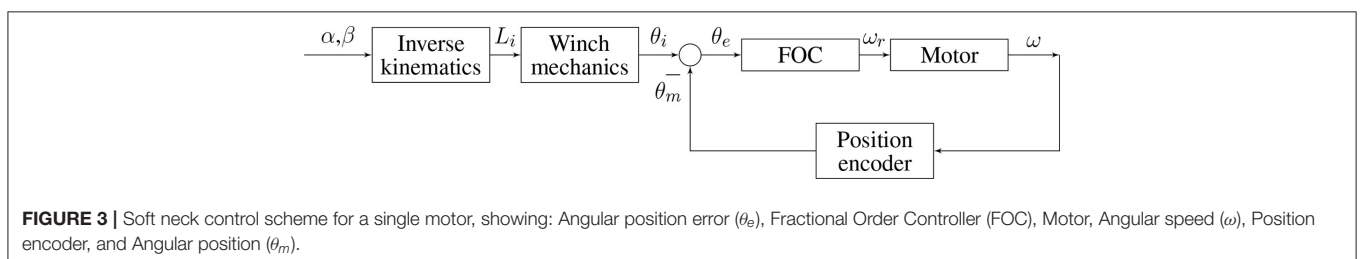 α,β
Inverse
kinematics
L_i
Winch
mechanics
θ_i
−
θ_m
θ_e
FOC
ω_r
Motor
ω
Position
encoder
FIGURE 3 | Soft neck control scheme for a single motor, showing: Angular position error (θ_e), Fractional Order Controller (FOC), Motor, Angular speed (ω), Position
encoder, and Angular position (θ_m).